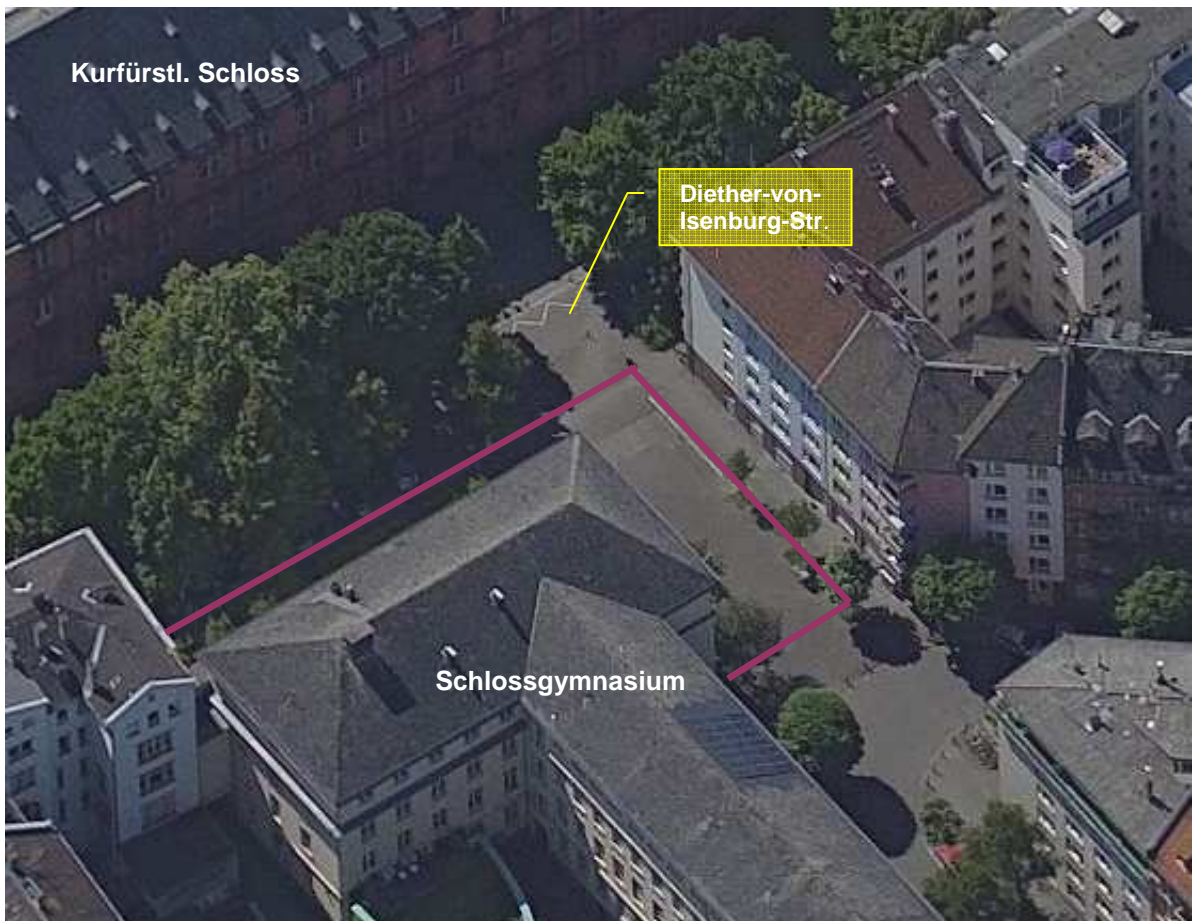 Kurfürstl. Schloss
Diether-von-
Isenburg-Str.
Schlossgymnasium